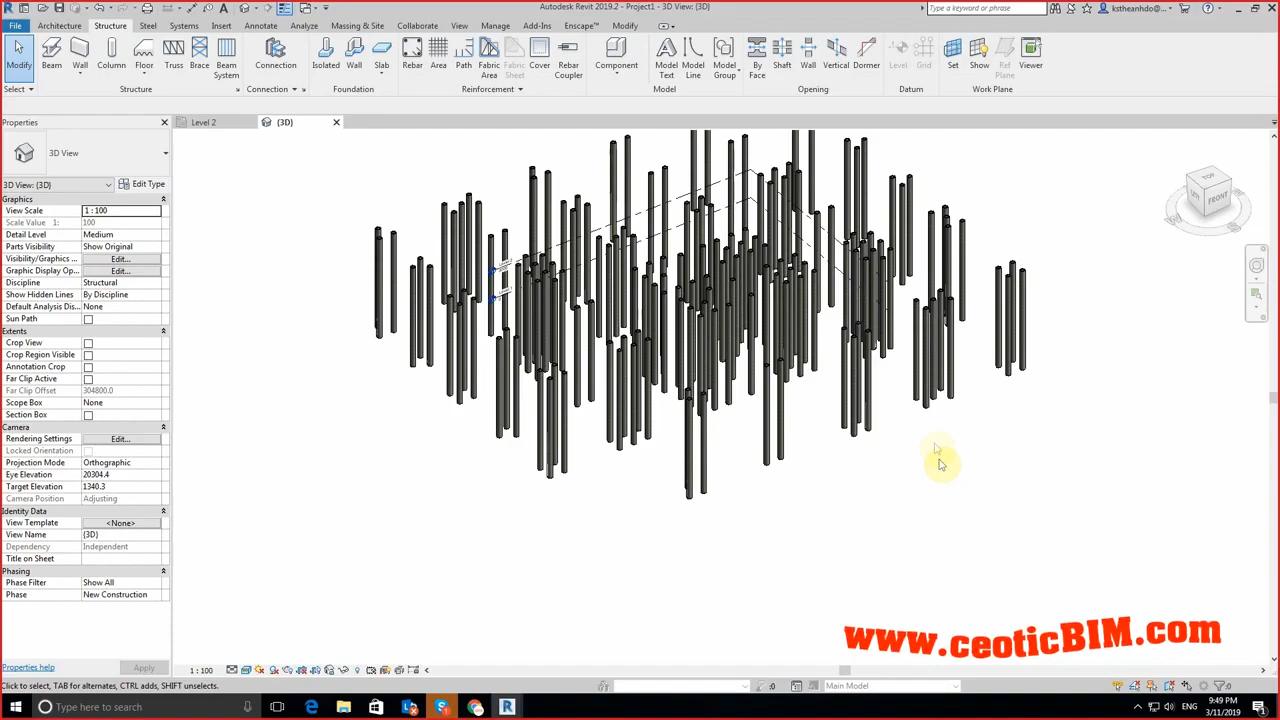 Autodesk Revit 2019.2 - Project1 - 3D View: {3D}
Type a keyword or phrase
kstheanhdo@...
File Architecture Structure Steel Systems Insert Annotate Analyze Massing & Site Collaborate View Manage Add-Ins Enscape™ Modify
Modify Beam Wall Column Floor Truss Brace Beam System Connection Isolated Wall Slab Rebar Area Path Fabric Area Fabric Sheet Cover Rebar Coupler Component Model Text Model Line Model Group By Face Shaft Wall Vertical Dormer Level Grid Set Show Ref Plane Viewer
Select Structure Connection Foundation Reinforcement Model Opening Datum Work Plane
Properties
Level 2
{3D}
3D View
3D View: {3D}
Edit Type
Graphics
View Scale 1 : 100
Scale Value 1: 100
Detail Level Medium
Parts Visibility Show Original
Visibility/Graphics ... Edit...
Graphic Display Op... Edit...
Discipline Structural
Show Hidden Lines By Discipline
Default Analysis Dis... None
Sun Path
Extents
Crop View
Crop Region Visible
Annotation Crop
Far Clip Active
Far Clip Offset 304800.0
Scope Box None
Section Box
Camera
Rendering Settings Edit...
Locked Orientation
Projection Mode Orthographic
Eye Elevation 20304.4
Target Elevation 1340.3
Camera Position Adjusting
Identity Data
View Template <None>
View Name {3D}
Dependency Independent
Title on Sheet
Phasing
Phase Filter Show All
Phase New Construction
TOP
FRONT
www.ceoticBIM.com
Properties help
Apply
1 : 100
Click to select, TAB for alternates, CTRL adds, SHIFT unselects.
:0
Main Model
:0
Type here to search
9:49 PM
3/11/2019